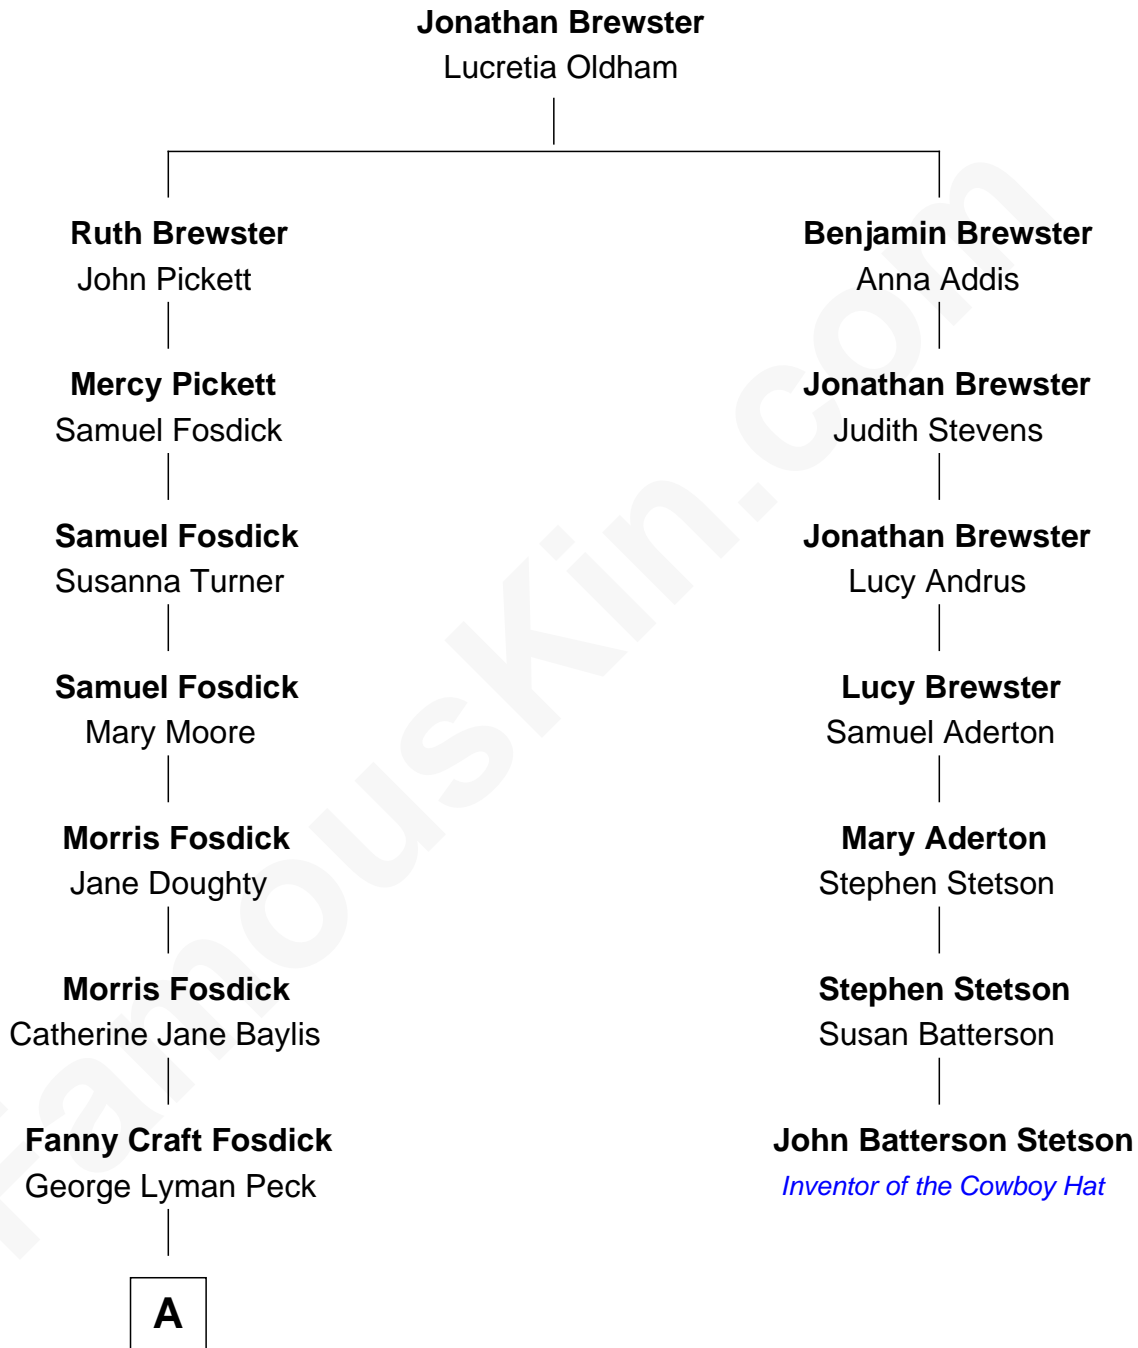 Jonathan Brewster
Lucretia Oldham
Ruth Brewster
John Pickett
Benjamin Brewster
Anna Addis
Mercy Pickett
Samuel Fosdick
Jonathan Brewster
Judith Stevens
Samuel Fosdick
Susanna Turner
Jonathan Brewster
Lucy Andrus
Samuel Fosdick
Mary Moore
Lucy Brewster
Samuel Aderton
Morris Fosdick
Jane Doughty
Mary Aderton
Stephen Stetson
Morris Fosdick
Catherine Jane Baylis
Stephen Stetson
Susan Batterson
Fanny Craft Fosdick
George Lyman Peck
John Batterson Stetson
Inventor of the Cowboy Hat
A
FamousKin.com